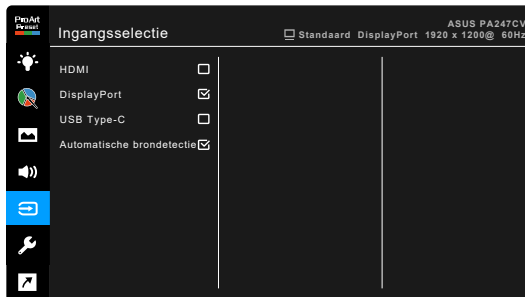 ProArt
Preset
Ingangsselectie
ASUS PA247CV
Standaard DisplayPort 1920 x 1200@ 60Hz
HDMI
DisplayPort
USB Type-C
Automatische brondetectie